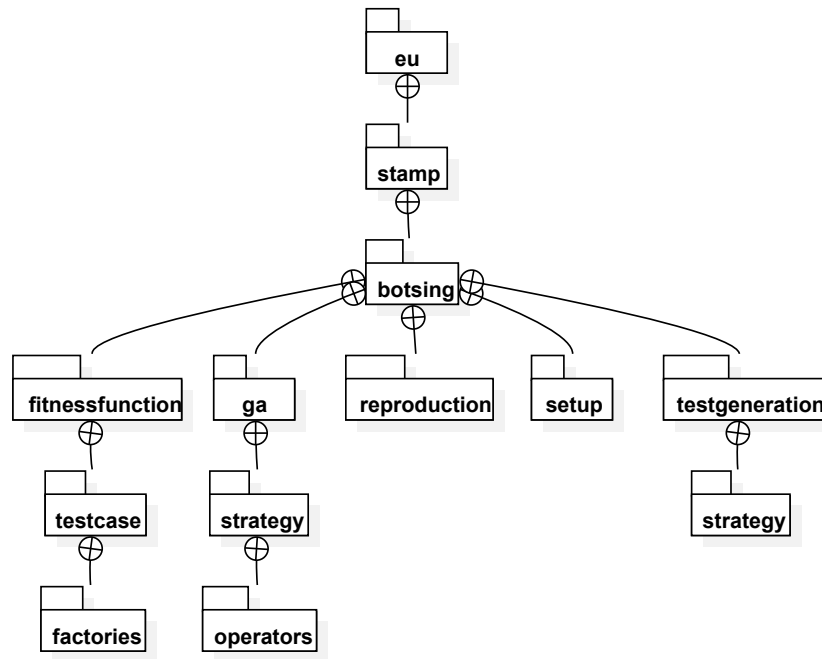 eu
stamp
botsing
fitnessfunction
ga
reproduction
setup
testgeneration
testcase
strategy
strategy
factories
operators